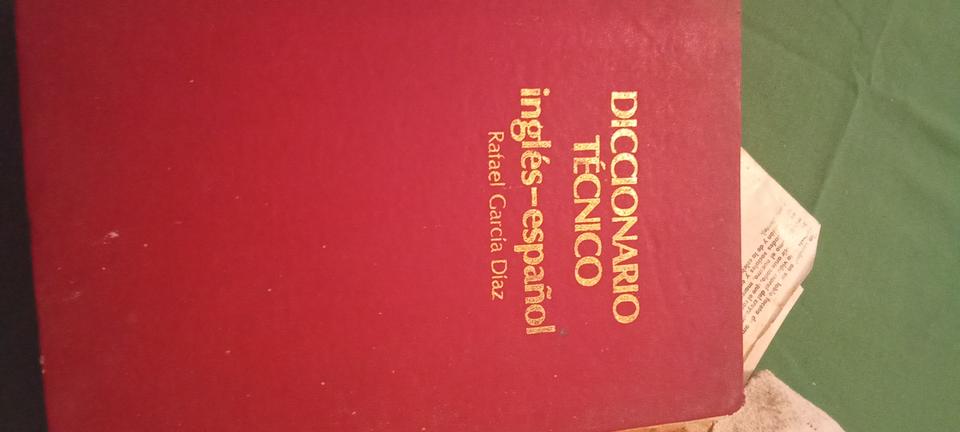 DICCIONARIO
TÉCNICO
inglés–español
Rafael García Díaz